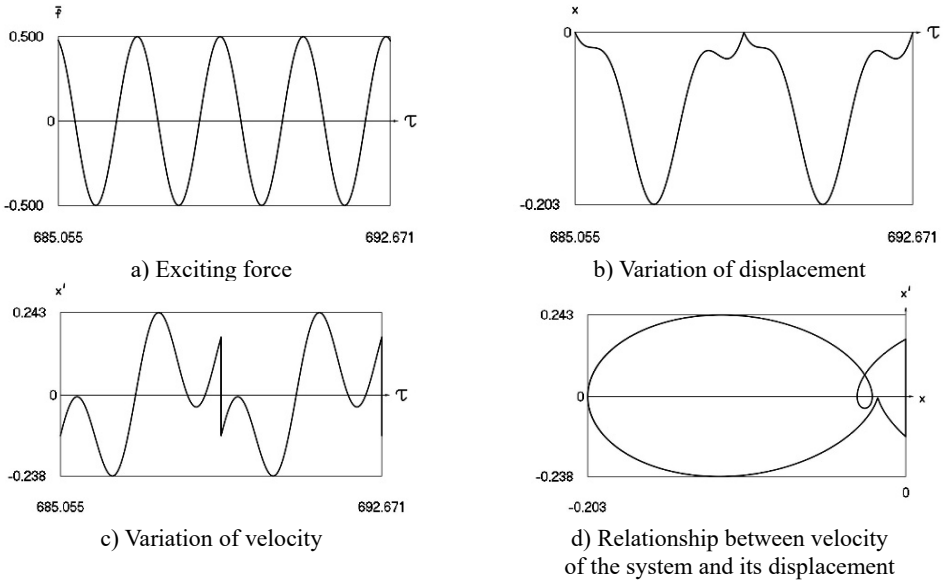 f̄
0.500
0
τ
-0.500
685.055
692.671
a) Exciting force
x
0
τ
-0.203
685.055
692.671
b) Variation of displacement
x'
0.243
0
τ
-0.238
685.055
692.671
c) Variation of velocity
x'
0.243
0
x
-0.238
-0.203
0
d) Relationship between velocity
of the system and its displacement